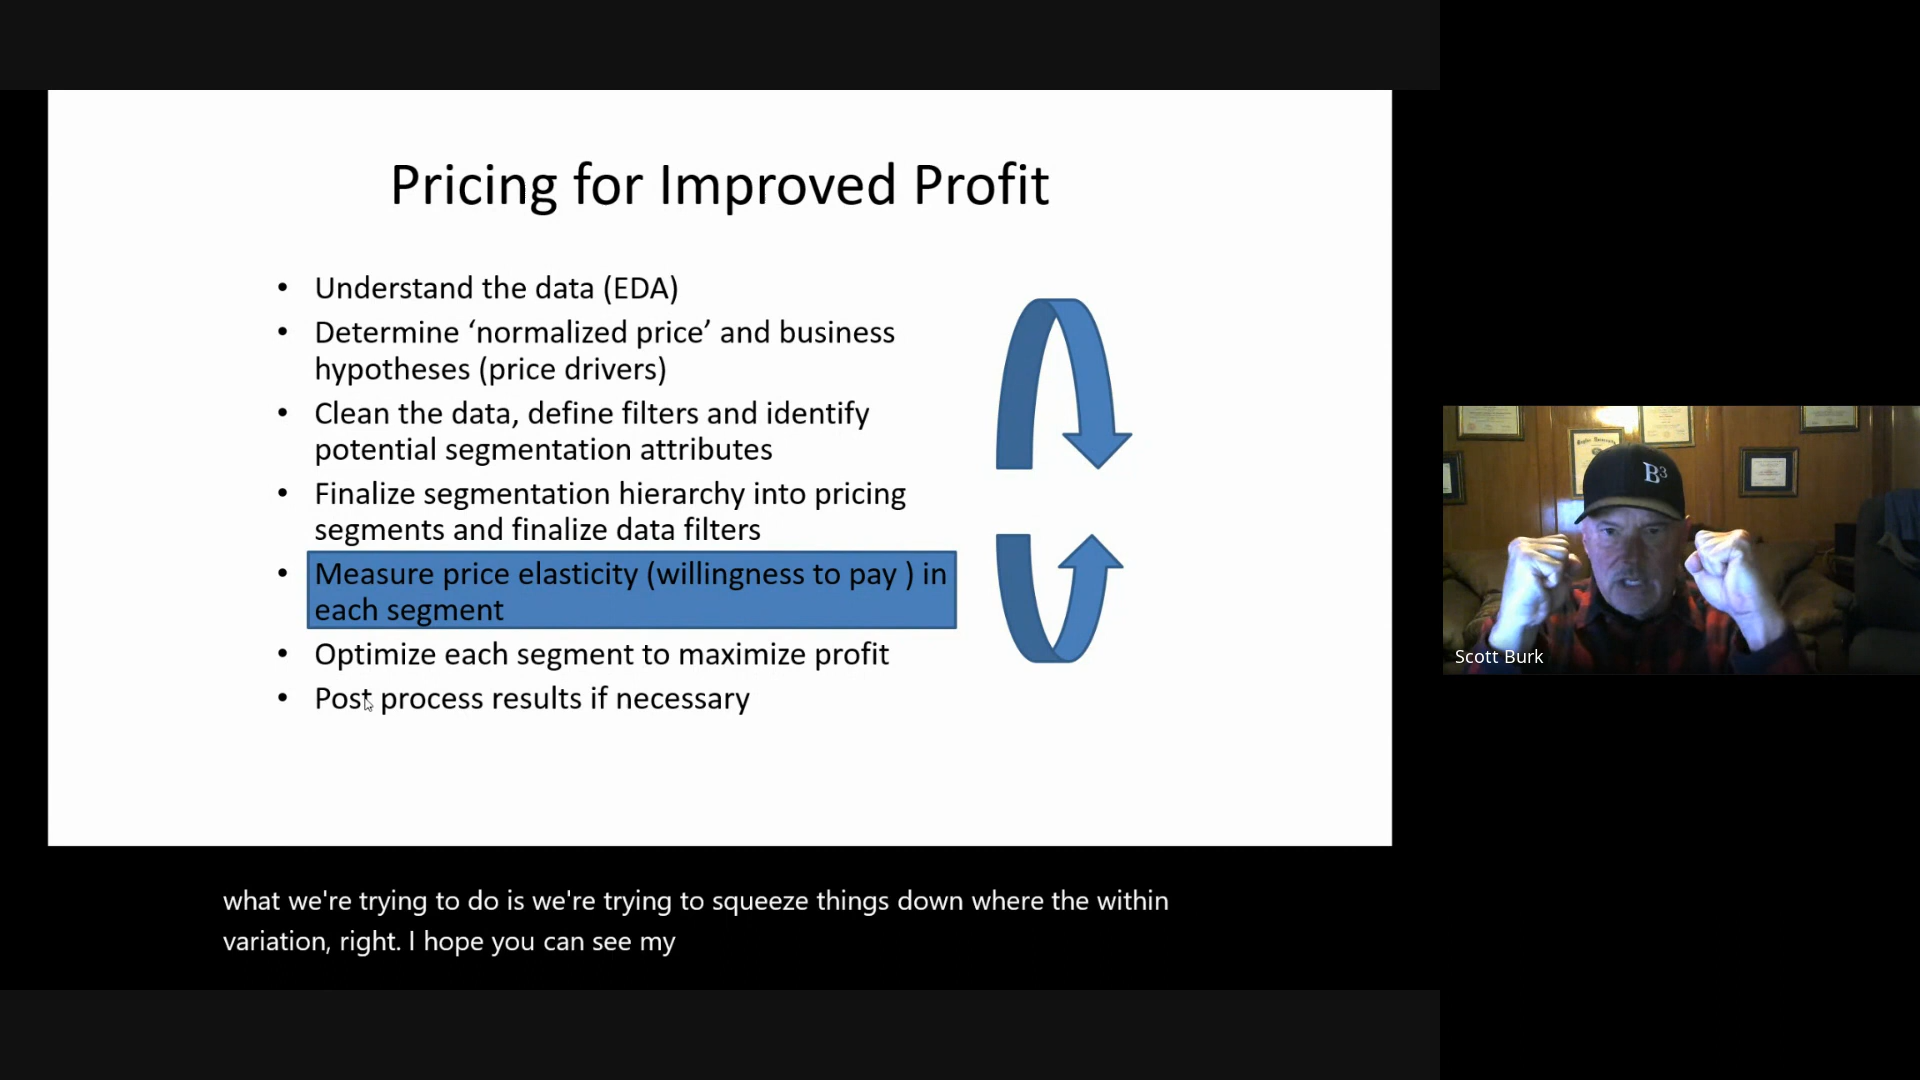 Pricing for Improved Profit
• Understand the data (EDA)
• Determine ‘normalized price’ and business
hypotheses (price drivers)
• Clean the data, define filters and identify
potential segmentation attributes
• Finalize segmentation hierarchy into pricing
segments and finalize data filters
• Measure price elasticity (willingness to pay ) in
each segment
• Optimize each segment to maximize profit
• Post process results if necessary
B³
Scott Burk
what we're trying to do is we're trying to squeeze things down where the within
variation, right. I hope you can see my